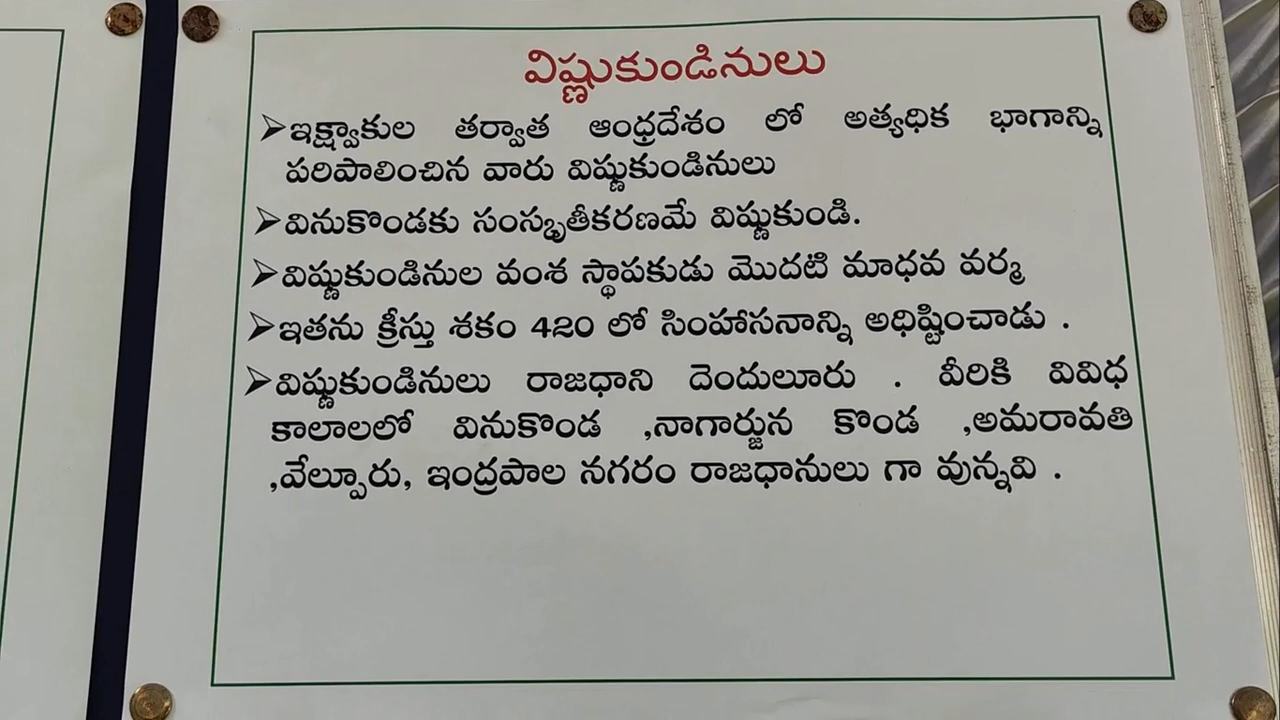 విష్ణుకుండినులు
➢ఇక్ష్వాకుల తర్వాత ఆంధ్రదేశం లో అత్యధిక భాగాన్ని
పరిపాలించిన వారు విష్ణుకుండినులు
➢వినుకొండకు సంస్కృతీకరణమే విష్ణుకుండి.
➢విష్ణుకుండినుల వంశ స్థాపకుడు మొదటి మాధవ వర్మ
➢ఇతను క్రీస్తు శకం 420 లో సింహాసనాన్ని అధిష్టించాడు .
➢విష్ణుకుండినులు రాజధాని దెందులూరు . వీరికి వివిధ
కాలాలలో వినుకొండ ,నాగార్జున కొండ ,అమరావతి
,వేల్పూరు, ఇంద్రపాల నగరం రాజధానులు గా వున్నవి .